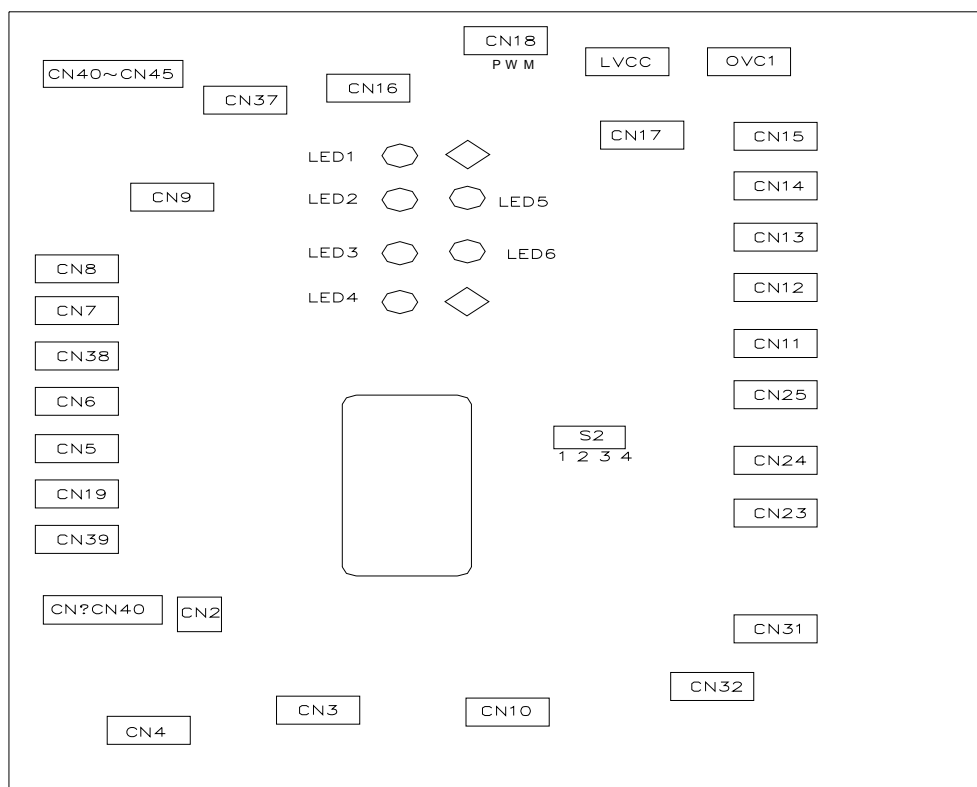 CN18
PWM
LVCC
OVC1
CN40~CN45
CN37
CN16
CN17
CN15
LED1
CN14
CN9
LED2
LED5
CN13
LED3
LED6
CN8
CN12
LED4
CN7
CN11
CN38
CN25
CN6
S2
1 2 3 4
CN5
CN24
CN19
CN23
CN39
CN?CN40
CN2
CN31
CN32
CN3
CN10
CN4